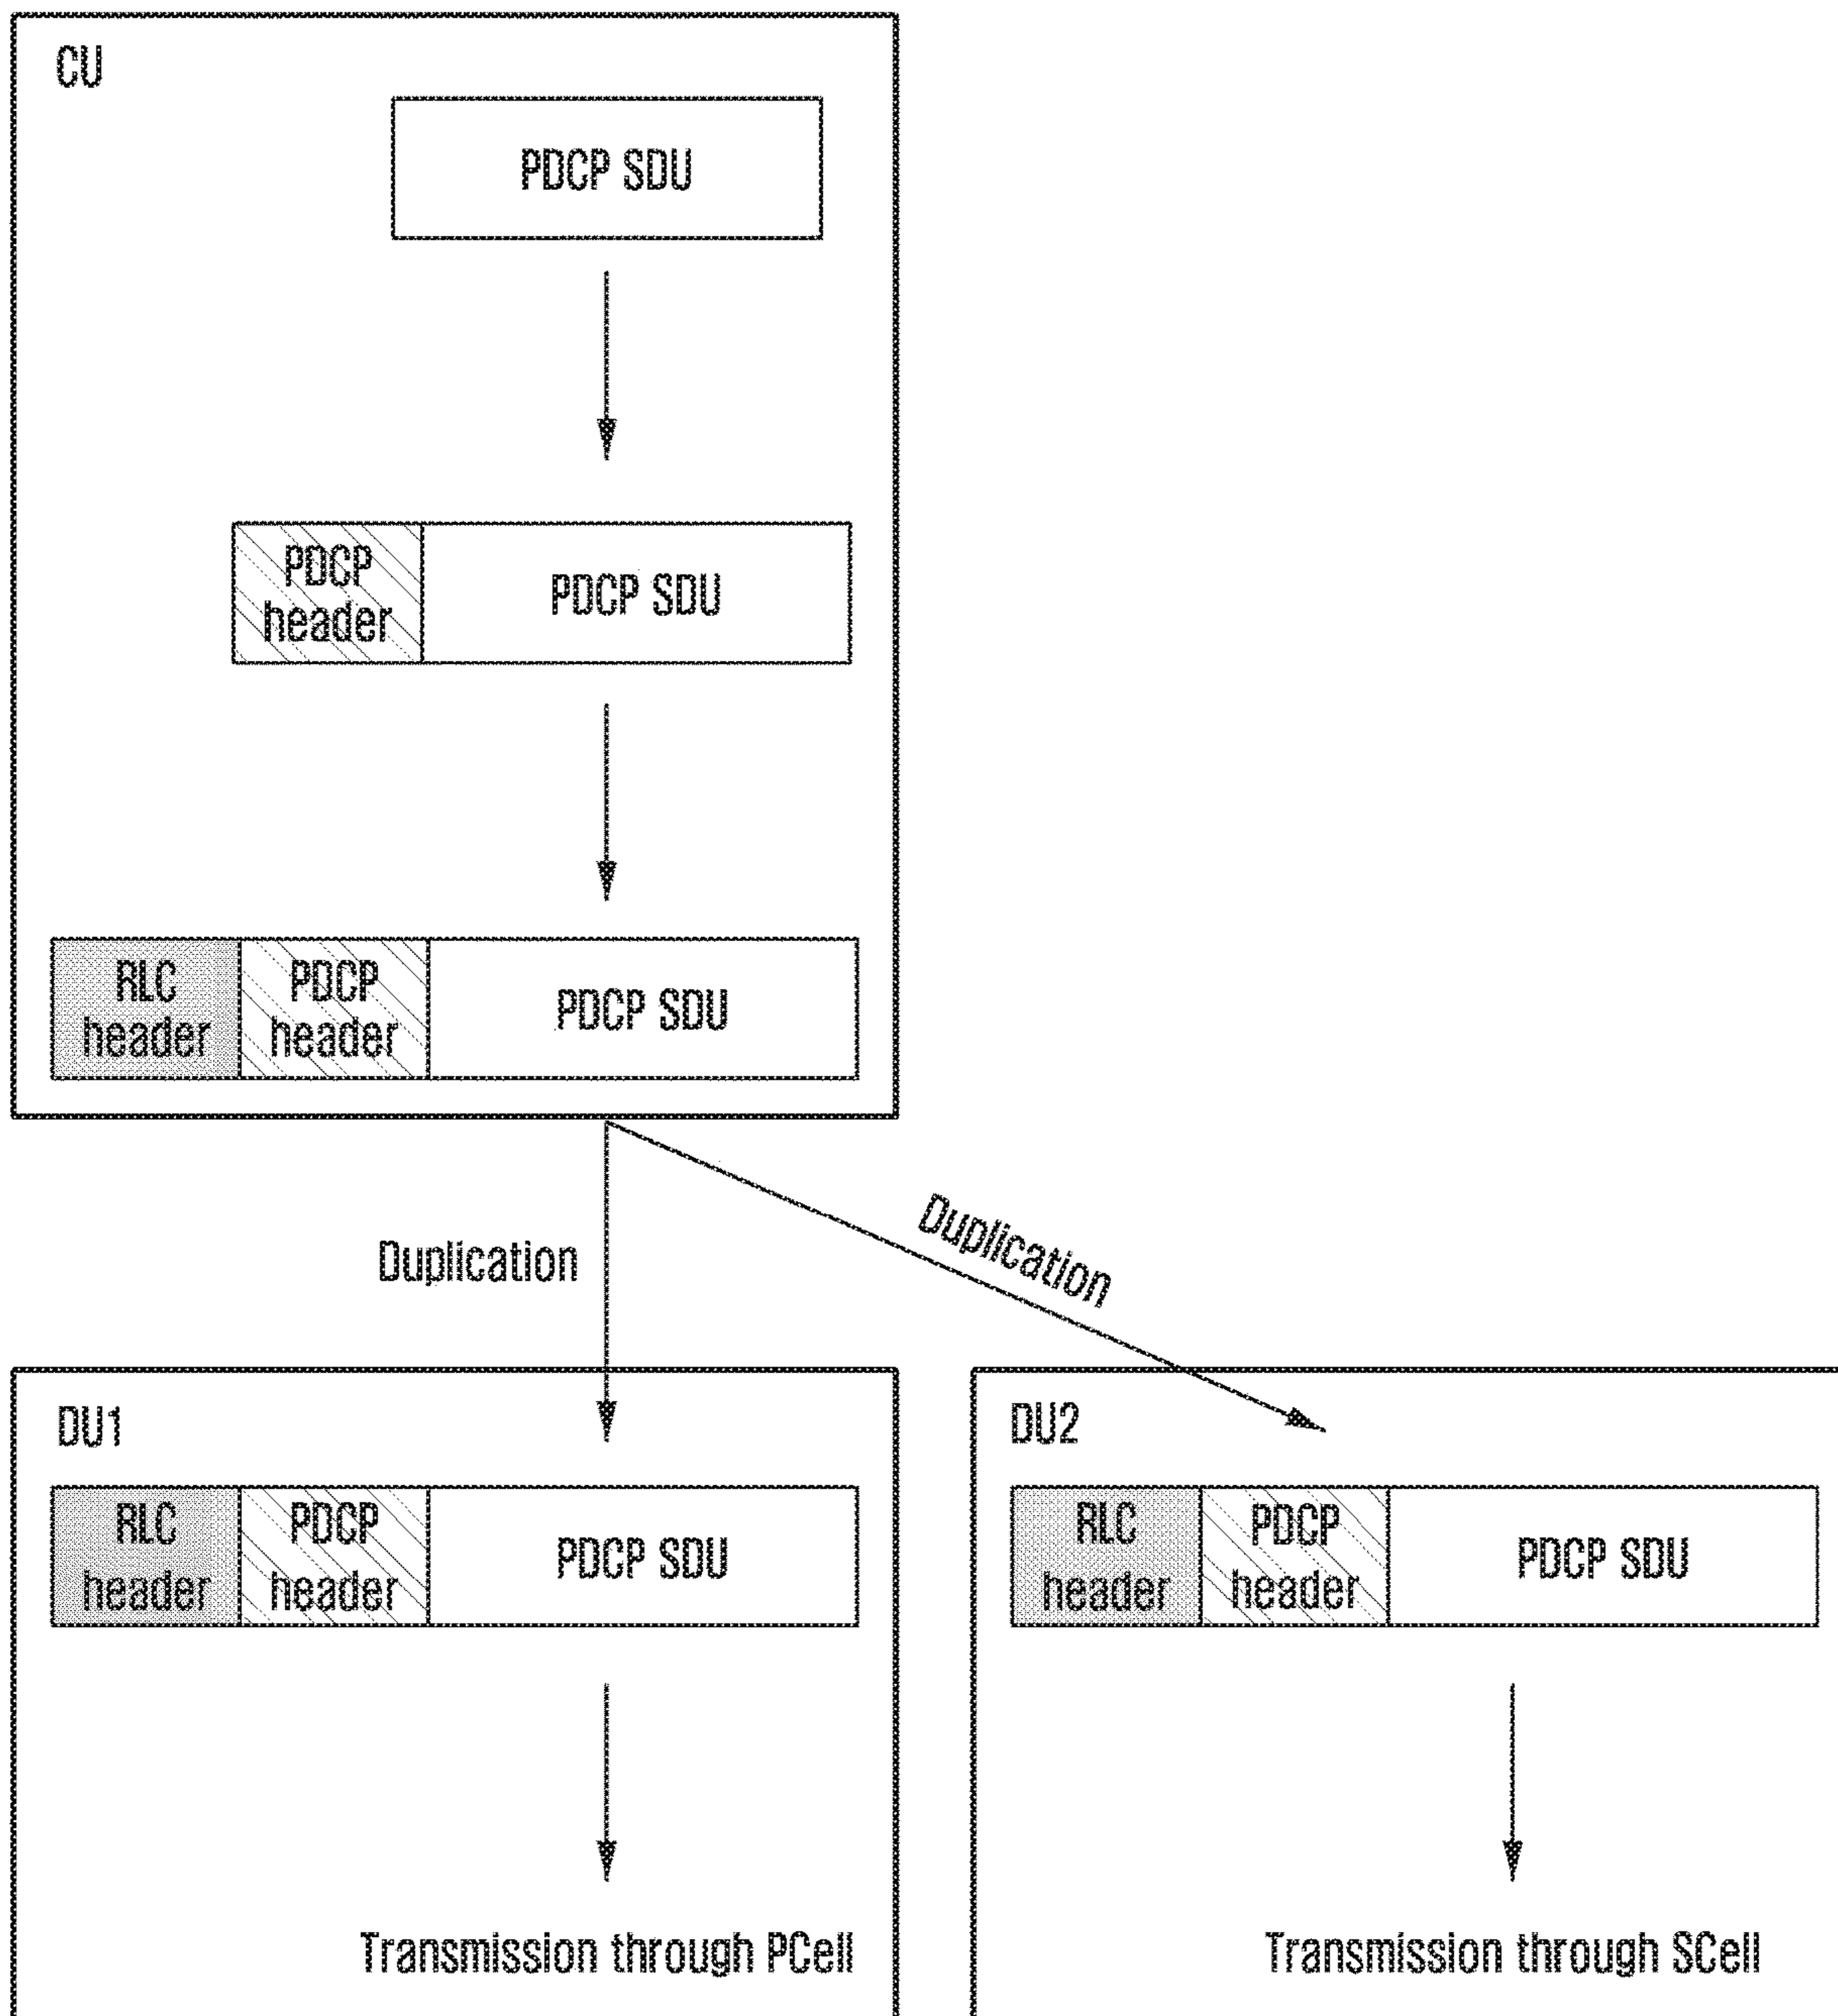 CU
PDCP SDU
PDCP
header
PDCP SDU
RLC
header
PDCP
header
PDCP SDU
Duplication
Duplication
DU1
RLC
header
PDCP
header
PDCP SDU
Transmission through PCell
DU2
RLC
header
PDCP
header
PDCP SDU
Transmission through SCell